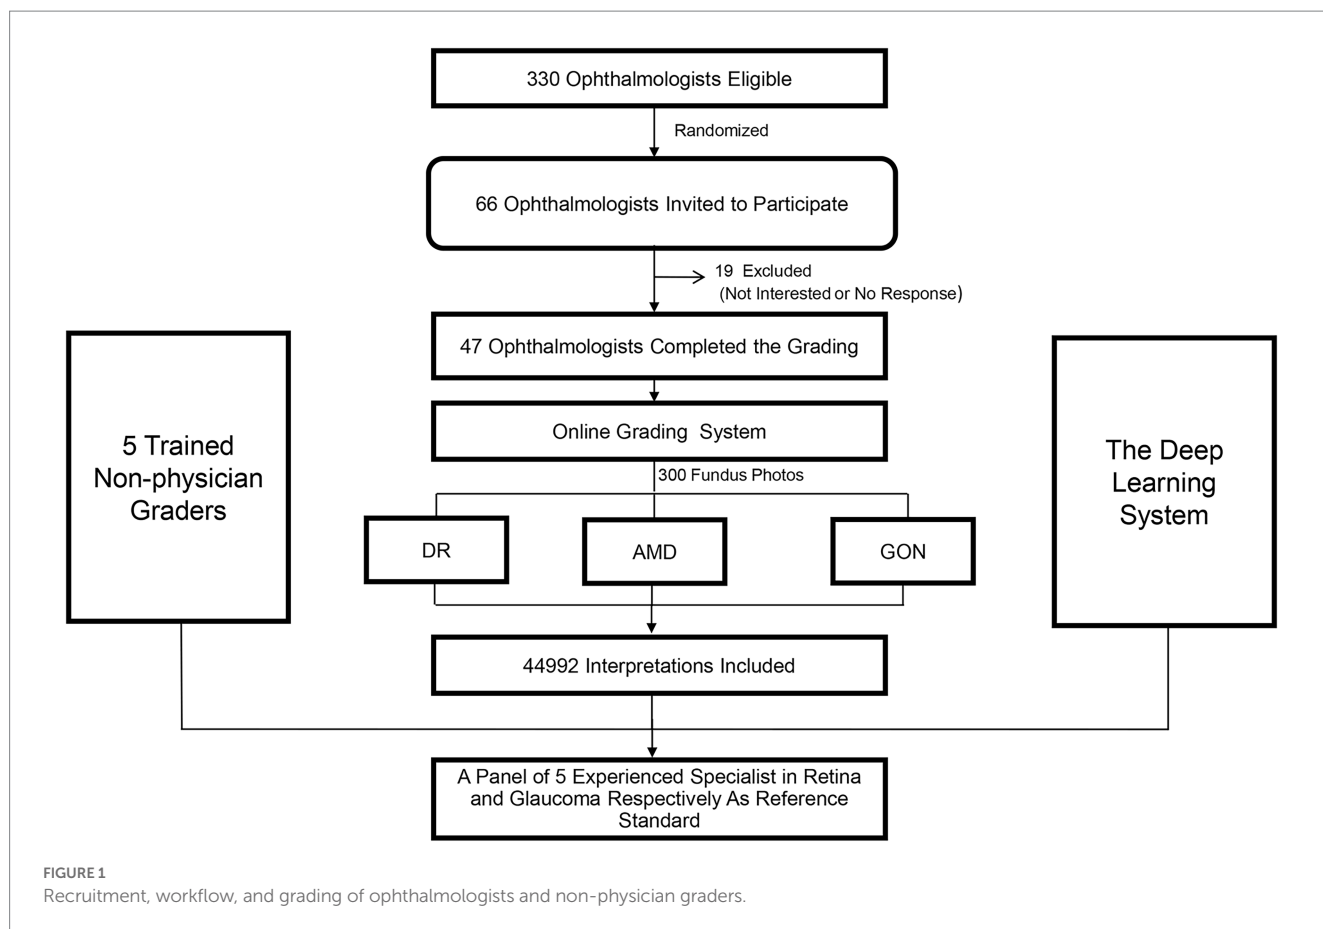 330 Ophthalmologists Eligible
Randomized
66 Ophthalmologists Invited to Participate
19 Excluded
(Not Interested or No Response)
47 Ophthalmologists Completed the Grading
5 Trained
Non-physician
Graders
The Deep
Learning
System
Online Grading System
300 Fundus Photos
DR
AMD
GON
44992 Interpretations Included
A Panel of 5 Experienced Specialist in Retina
and Glaucoma Respectively As Reference
Standard
FIGURE 1
Recruitment, workflow, and grading of ophthalmologists and non-physician graders.